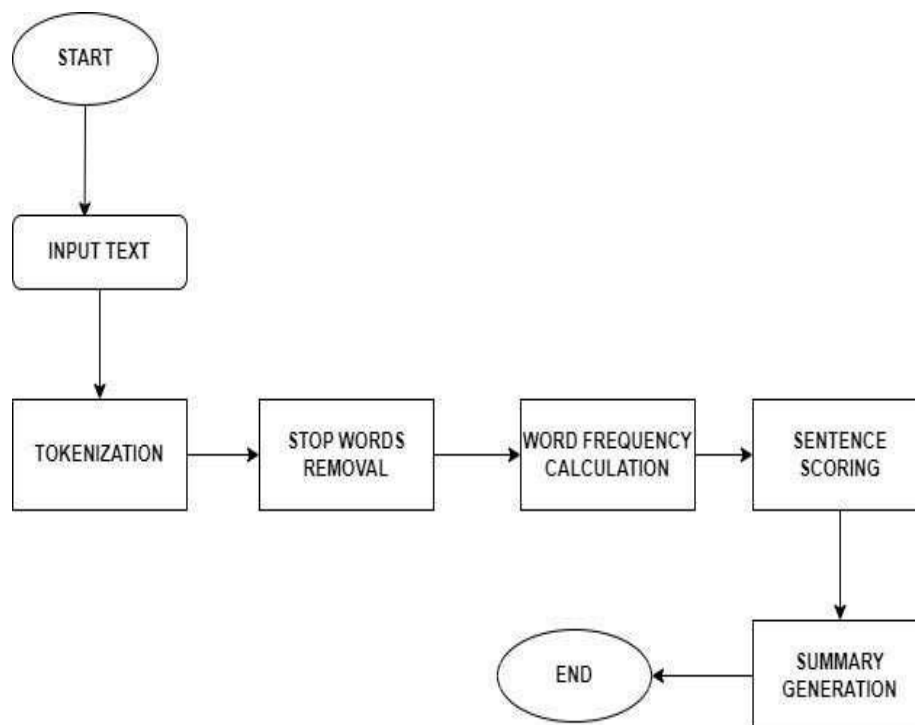 START
INPUT TEXT
TOKENIZATION
STOP WORDS
REMOVAL
WORD FREQUENCY
CALCULATION
SENTENCE
SCORING
SUMMARY
GENERATION
END